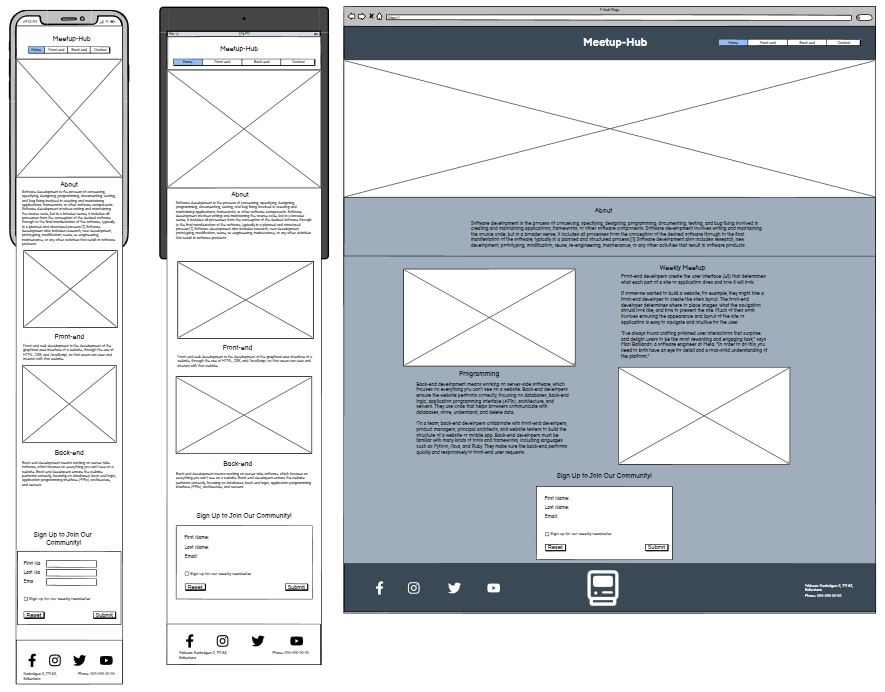 Meetup-Hub
Home Front-end Back-end Contact
About
Software development is the process of conceiving,
specifying, designing, programming, documenting, testing,
and bug fixing involved in creating and maintaining
applications, frameworks, or other software components.
Software development involves writing and maintaining
the source code, but in a broader sense, it includes all
processes from the conception of the desired software
through to the final manifestation of the software, typically
in a planned and structured process.[1] Software
development also includes research, new development,
prototyping, modification, reuse, re-engineering,
maintenance, or any other activities that result in software
products
Front-end
Front-end web development is the development of the
graphical user interface of a website, through the use of
HTML, CSS, and JavaScript, so that users can view and
interact with that website.
Back-end
Back-end development means working on server-side
software, which focuses on everything you can't see on a
website. Back-end developers ensure the website
performs correctly, focusing on databases, back-end logic,
application programming interface (APIs), architecture,
and servers.
Sign Up to Join Our
Community!
First Na
Last Na
Ema
Sign up for our weekly newsletter
Reset Submit
Meetup-Hub
Home Front-end Back-end Contact
About
Software development is the process of conceiving, specifying, designing,
programming, documenting, testing, and bug fixing involved in creating and
maintaining applications, frameworks, or other software components.
Software development involves writing and maintaining the source code, but
in a broader sense, it includes all processes from the conception of the
desired software through to the final manifestation of the software, typically
in a planned and structured process.[1] Software development also includes
research, new development, prototyping, modification, reuse,
re-engineering, maintenance, or any other activities that result in software
products
Front-end
Front-end web development is the development of the graphical user interface of
a website, through the use of HTML, CSS, and JavaScript, so that users can view and
interact with that website.
Back-end
Back-end development means working on server-side software, which focuses on
everything you can't see on a website. Back-end developers ensure the website
performs correctly, focusing on databases, back-end logic, application programming
interface (APIs), architecture, and servers.
Sign Up to Join Our Community!
First Name:
Last Name:
Email:
Sign up for our weekly newsletter
Reset Submit
Phone: 000-000 00 00
https://
Meetup-Hub
Home Front-end Back-end Contact
About
Software development is the process of conceiving, specifying, designing, programming, documenting, testing, and bug fixing involved in
creating and maintaining applications, frameworks, or other software components. Software development involves writing and maintaining
the source code, but in a broader sense, it includes all processes from the conception of the desired software through to the final
manifestation of the software, typically in a planned and structured process.[1] Software development also includes research, new
development, prototyping, modification, reuse, re-engineering, maintenance, or any other activities that result in software products
Weekly Meetup
Front-end developers create the user interface (UI) that determines
what each part of a site or application does and how it will look.
If someone wanted to build a website, for example, they might hire a
front-end developer to create the site's layout. The front-end
developer determines where to place images, what the navigation
should look like, and how to present the site. Much of their work
involves ensuring the appearance and layout of the site or
application is easy to navigate and intuitive for the user.
"I've always found crafting polished user interactions that surprise
and delight users to be the most rewarding and engaging task," says
a software engineer at Meta. "In order to do this, you
need to both have an eye for detail and a rock-solid understanding of
the platform."
Programming
Back-end development means working on server-side software, which
focuses on everything you can't see on a website. Back-end developers
ensure the website performs correctly, focusing on databases, back-end
logic, application programming interface (APIs), architecture, and
servers. They use code that helps browsers communicate with
databases, store, understand, and delete data.
On a team, back-end developers collaborate with front-end developers,
product managers, principal architects, and website testers to build the
structure of a website or mobile app. Back-end developers must be
familiar with many kinds of tools and frameworks, including languages
such as Python, Java, and Ruby. They make sure the back-end performs
quickly and responsively to front-end user requests.
Sign Up to Join Our Community!
First Name:
Last Name:
Email:
Sign up for our weekly newsletter
Reset Submit
Phone: 000-000 00 00